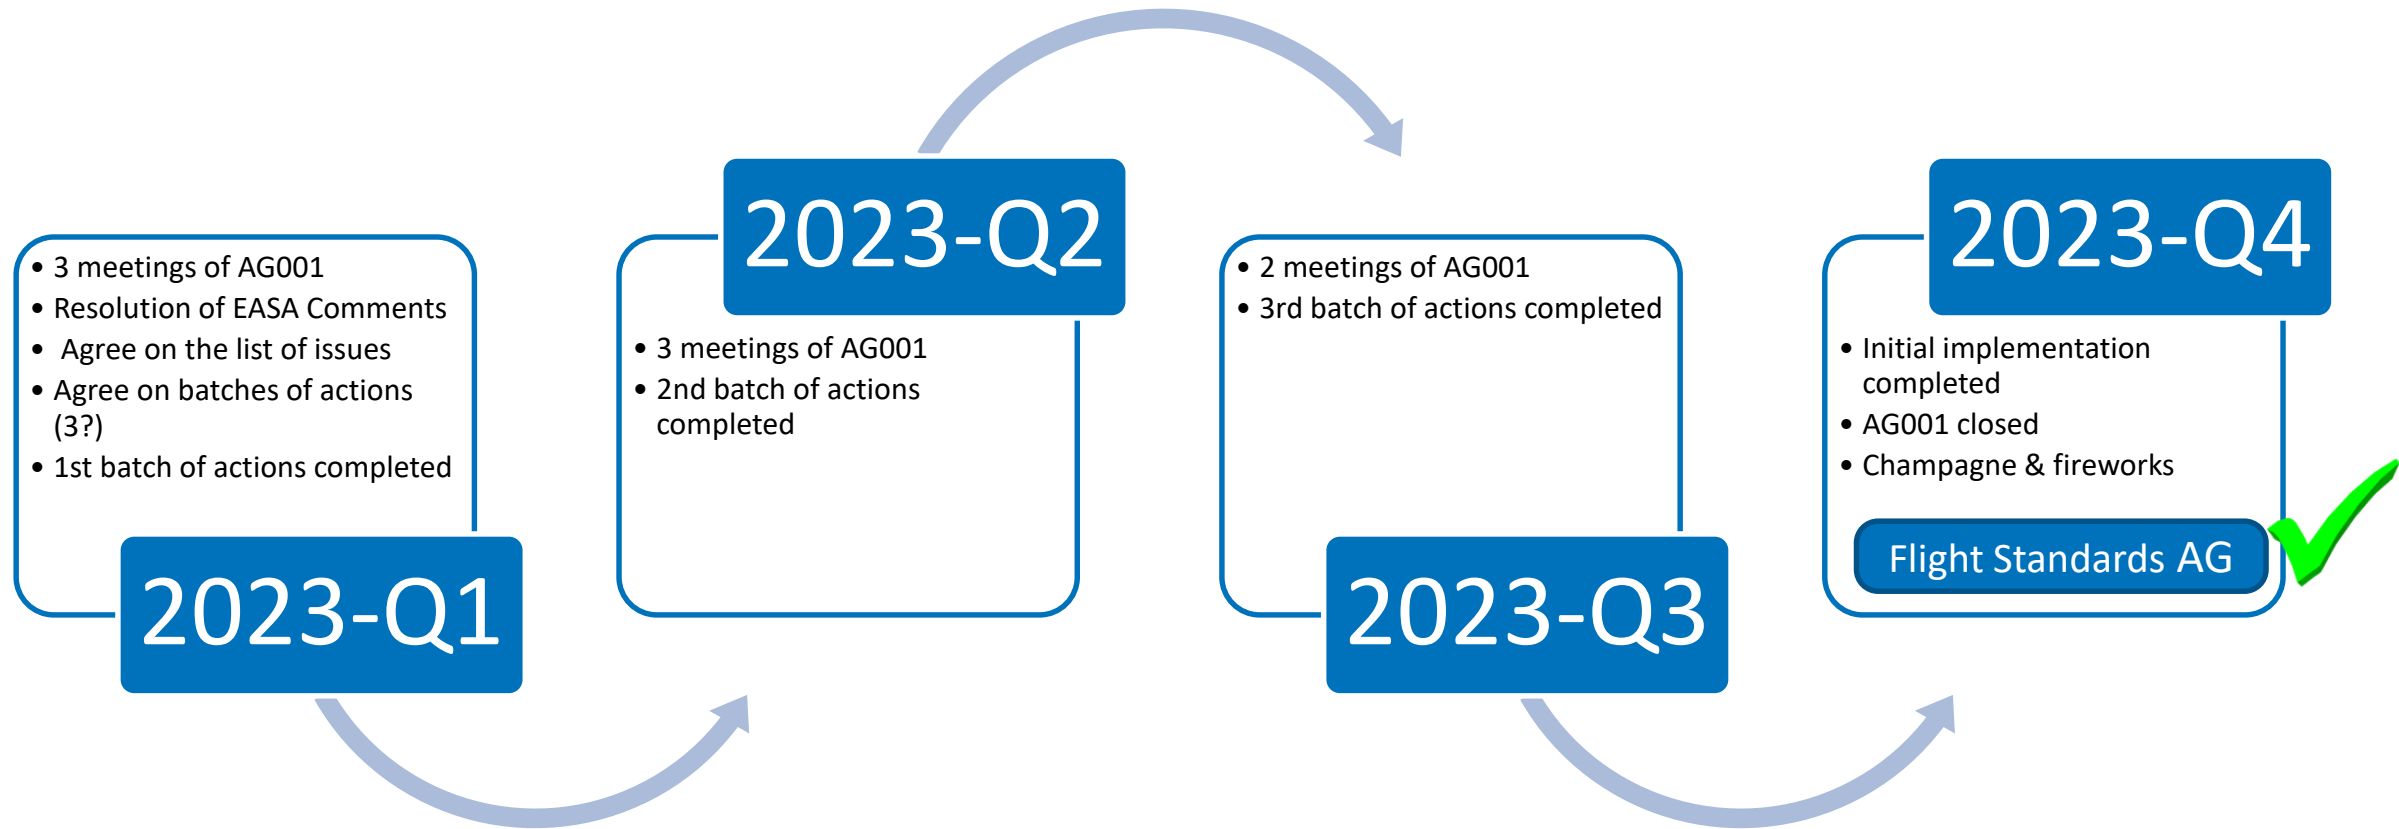 • 3 meetings of AG001
• Resolution of EASA Comments
• Agree on the list of issues
• Agree on batches of actions
(3?)
• 1st batch of actions completed
2023-Q1
2023-Q2
• 3 meetings of AG001
• 2nd batch of actions
completed
• 2 meetings of AG001
• 3rd batch of actions completed
2023-Q3
2023-Q4
• Initial implementation
completed
• AG001 closed
• Champagne & fireworks
Flight Standards AG